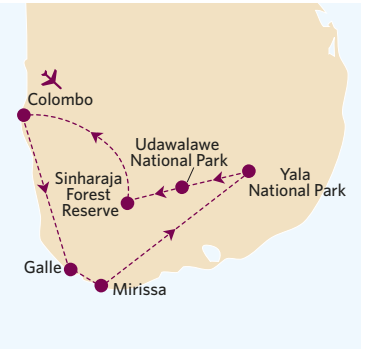 Colombo
Udawalawe
National Park
Sinharaja
Forest
Reserve
Yala
National Park
Galle
Mirissa